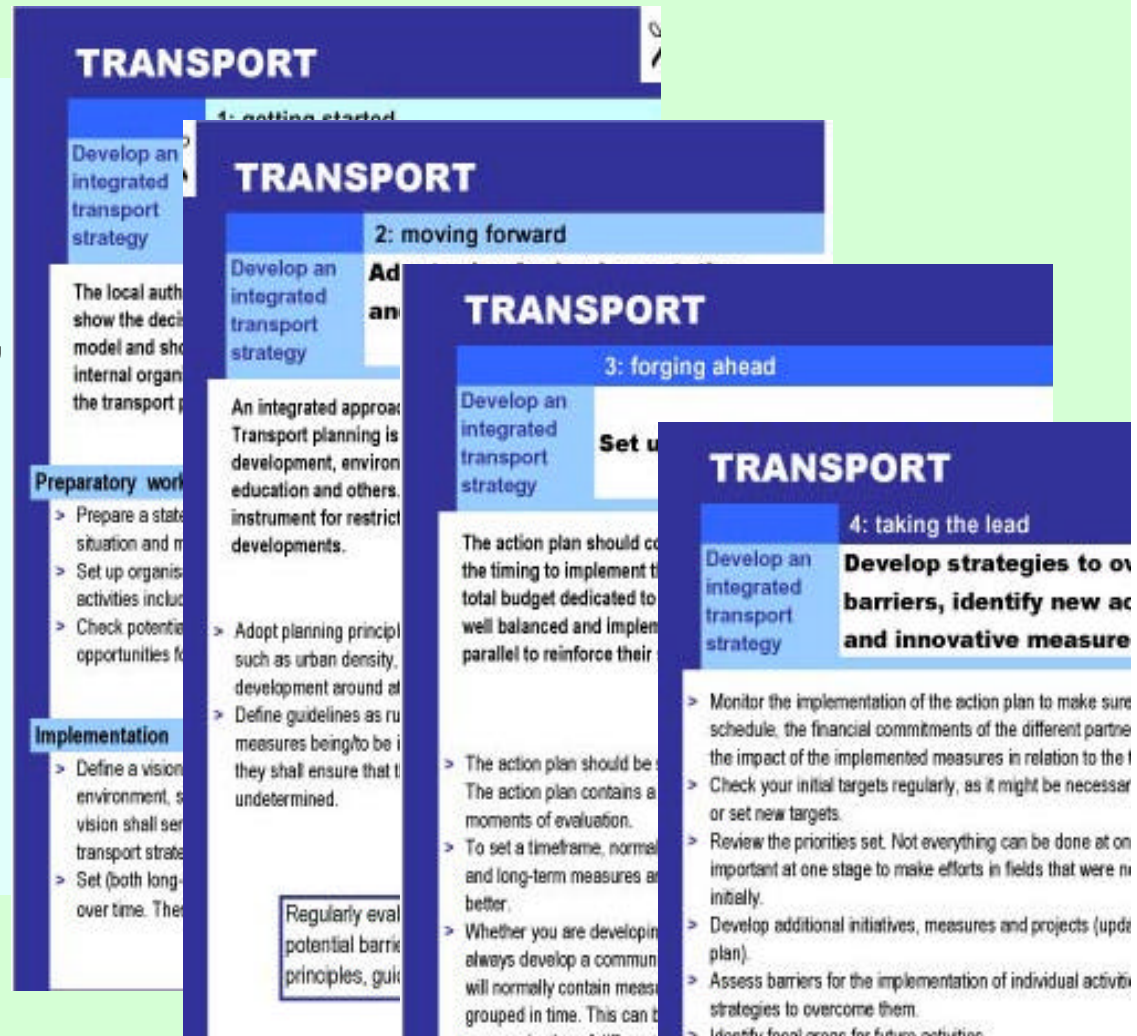 TRANSPORT
1: getting started
Develop an
integrated
transport
strategy
The local auth
show the deci
model and sho
internal organ
the transport p
Preparatory work
> Prepare a state
situation and m
> Set up organis
activities includ
> Check potentia
opportunities fo
Implementation
> Define a vision
environment, s
vision shall ser
transport strate
> Set (both long-
over time. The
TRANSPORT
2: moving forward
Develop an
integrated
transport
strategy
Ad
an
An integrated approac
Transport planning is
development, environ
education and others.
instrument for restrict
developments.
> Adopt planning principl
such as urban density,
development around at
> Define guidelines as ru
measures being/to be i
they shall ensure that t
undetermined.
Regularly eval
potential barrie
principles, guid
TRANSPORT
3: forging ahead
Develop an
integrated
transport
strategy
Set u
The action plan should co
the timing to implement t
total budget dedicated to
well balanced and implem
parallel to reinforce their
> The action plan should be s
The action plan contains a
moments of evaluation.
> To set a timeframe, normal
and long-term measures ar
better.
> Whether you are developin
always develop a commun
will normally contain measu
grouped in time. This can b
TRANSPORT
4: taking the lead
Develop an
integrated
transport
strategy
Develop strategies to ov
barriers, identify new ac
and innovative measure
> Monitor the implementation of the action plan to make sure
schedule, the financial commitments of the different partne
the impact of the implemented measures in relation to the t
> Check your initial targets regularly, as it might be necessar
or set new targets.
> Review the priorities set. Not everything can be done at on
important at one stage to make efforts in fields that were ne
initially.
> Develop additional initiatives, measures and projects (upda
plan).
> Assess barriers for the implementation of individual activiti
strategies to overcome them.
> Identify focal areas for future activities